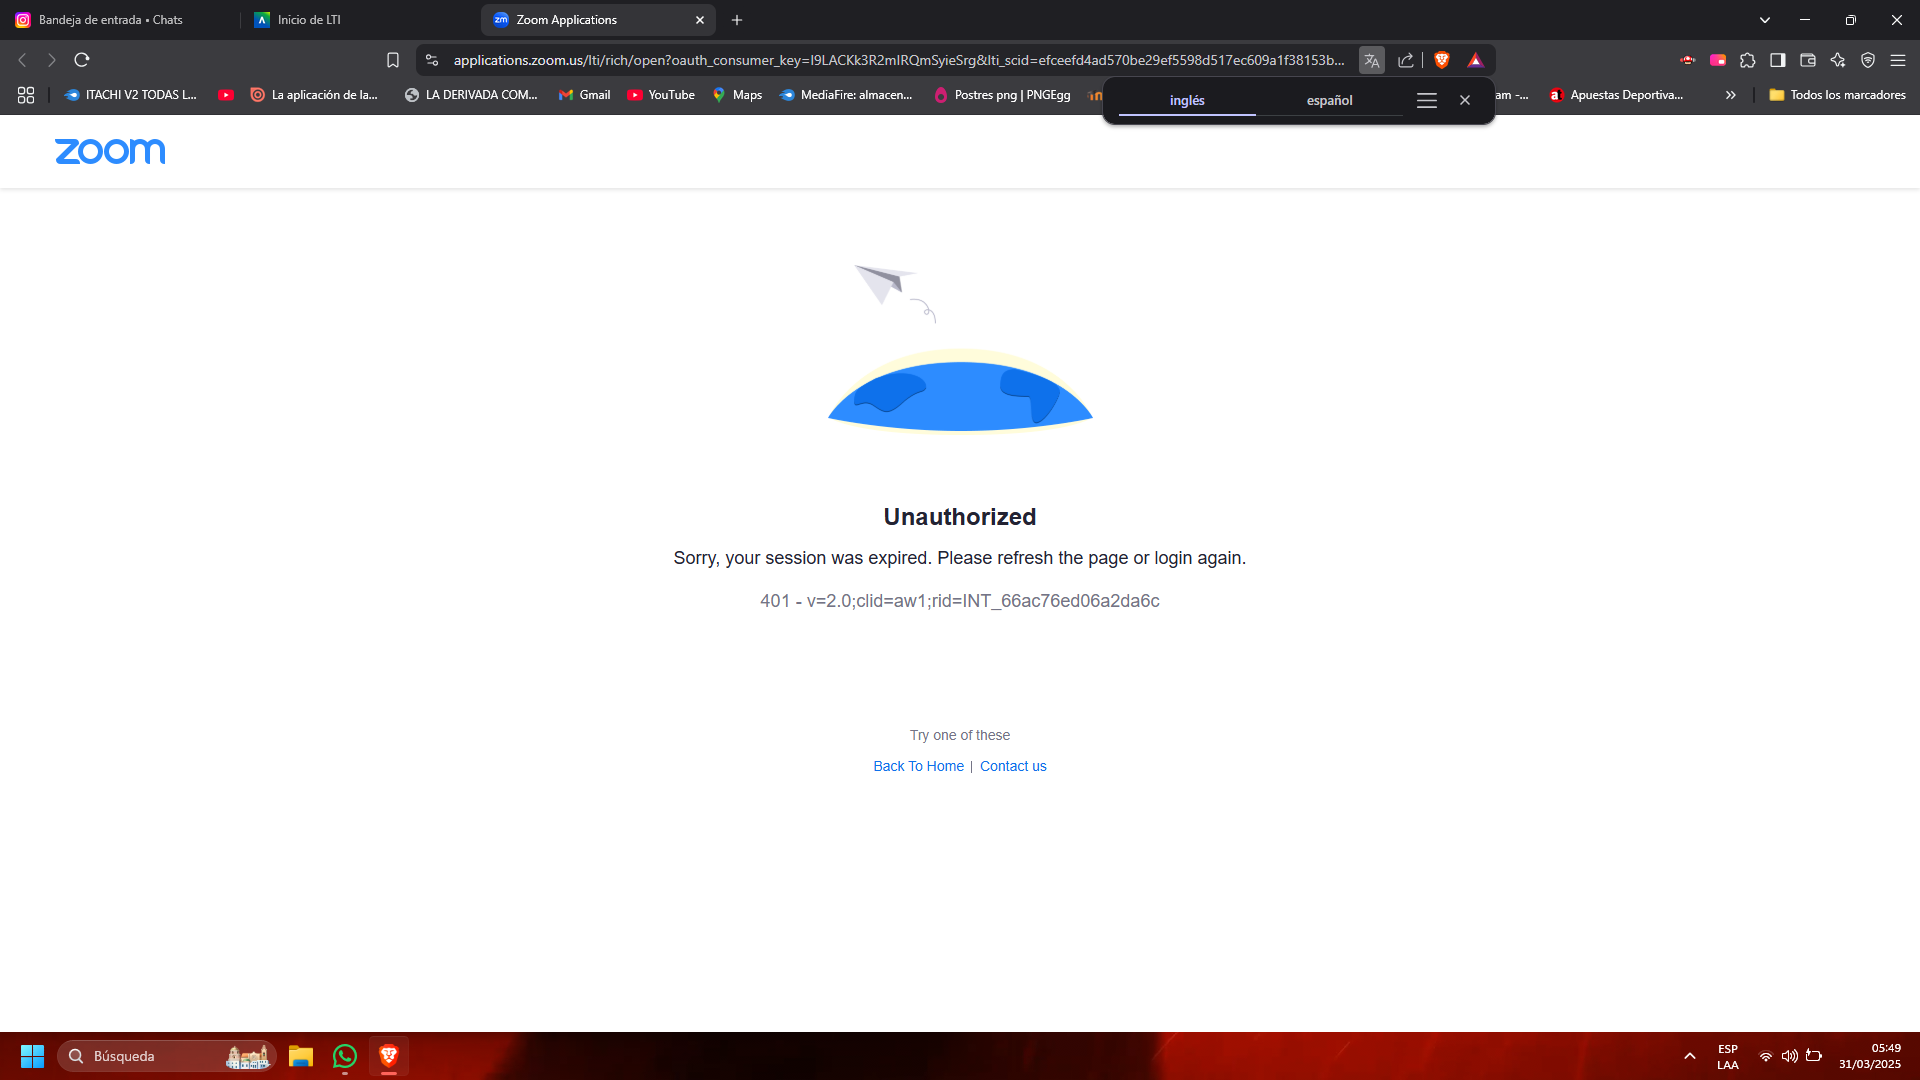 Bandeja de entrada • Chats
Inicio de LTI
zm Zoom Applications
applications.zoom.us/lti/rich/open?oauth_consumer_key=I9LACKk3R2mIRQmSyieSrg&lti_scid=efceefd4ad570be29ef5598d517ec609a1f38153b...
ITACHI V2 TODAS L...
La aplicación de la...
LA DERIVADA COM...
Gmail
YouTube
Maps
MediaFire: almacen...
Postres png | PNGEgg
inglés
español
am -...
Apuestas Deportiva...
Todos los marcadores
zoom
Unauthorized
Sorry, your session was expired. Please refresh the page or login again.
401 - v=2.0;clid=aw1;rid=INT_66ac76ed06a2da6c
Try one of these
Back To Home | Contact us
Búsqueda
ESP
LAA
05:49
31/03/2025